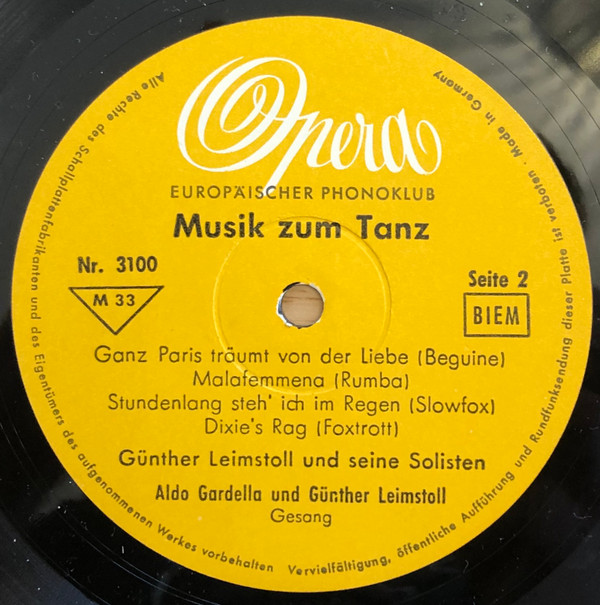 Opera
EUROPÄISCHER PHONOKLUB
Musik zum Tanz
Nr. 3100
M 33
Seite 2
BIEM
Ganz Paris träumt von der Liebe (Beguine)
Malafemmena (Rumba)
Stundenlang steh' ich im Regen (Slowfox)
Dixie's Rag (Foxtrott)
Günther Leimstoll und seine Solisten
Aldo Gardella und Günther Leimstoll
Gesang
Alle Rechte des Schallplattenfabrikanten und des Eigentümers des aufgenommenen Werkes vorbehalten Vervielfältigung, öffentliche Aufführung und Rundfunksendung dieser Platte ist verboten · Made in Germany